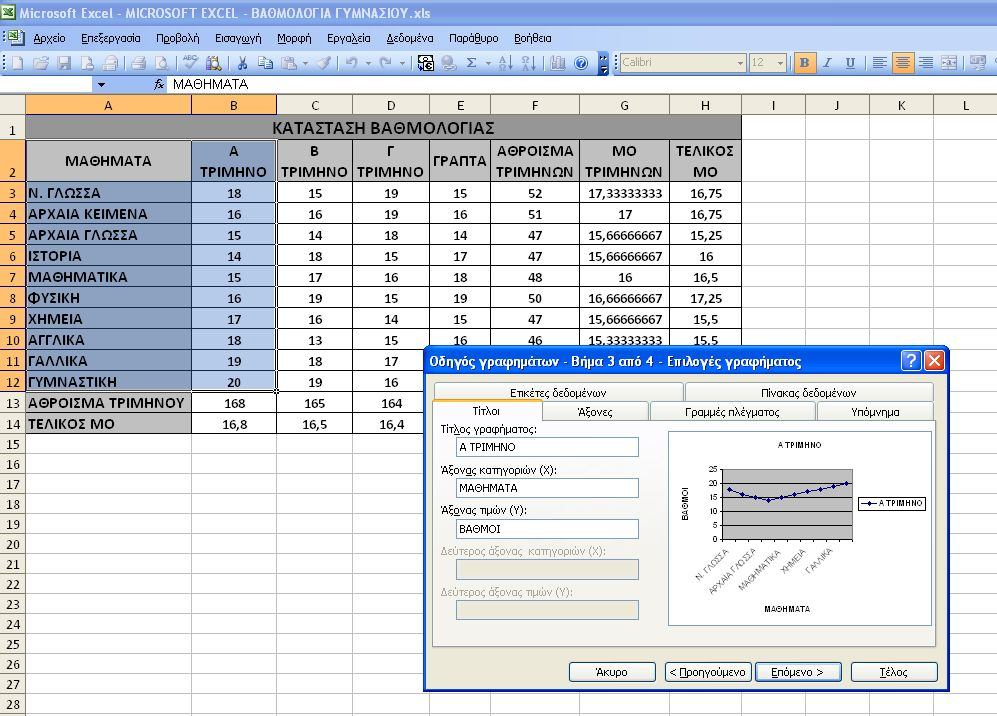 Microsoft Excel - MICROSOFT EXCEL - ΒΑΘΜΟΛΟΓΙΑ ΓΥΜΝΑΣΙΟΥ.xls
Αρχείο Επεξεργασία Προβολή Εισαγωγή Μορφή Εργαλεία Δεδομένα Παράθυρο Βοήθεια
Calibri 12 B I U
fx ΜΑΘΗΜΑΤΑ
A B C D E F G H I J K L
1 ΚΑΤΑΣΤΑΣΗ ΒΑΘΜΟΛΟΓΙΑΣ
2 ΜΑΘΗΜΑΤΑ Α ΤΡΙΜΗΝΟ Β ΤΡΙΜΗΝΟ Γ ΤΡΙΜΗΝΟ ΓΡΑΠΤΑ ΑΘΡΟΙΣΜΑ ΤΡΙΜΗΝΩΝ ΜΟ ΤΡΙΜΗΝΩΝ ΤΕΛΙΚΟΣ ΜΟ
3 Ν. ΓΛΩΣΣΑ 18 15 19 15 52 17,33333333 16,75
4 ΑΡΧΑΙΑ ΚΕΙΜΕΝΑ 16 16 19 16 51 17 16,75
5 ΑΡΧΑΙΑ ΓΛΩΣΣΑ 15 14 18 14 47 15,66666667 15,25
6 ΙΣΤΟΡΙΑ 14 18 15 17 47 15,66666667 16
7 ΜΑΘΗΜΑΤΙΚΑ 15 17 16 18 48 16 16,5
8 ΦΥΣΙΚΗ 16 19 15 19 50 16,66666667 17,25
9 ΧΗΜΕΙΑ 17 16 14 15 47 15,66666667 15,5
10 ΑΓΓΛΙΚΑ 18 13 15 16 46 15,33333333 15,5
11 ΓΑΛΛΙΚΑ 19 18 17
12 ΓΥΜΝΑΣΤΙΚΗ 20 19 16
13 ΑΘΡΟΙΣΜΑ ΤΡΙΜΗΝΟΥ 168 165 164
14 ΤΕΛΙΚΟΣ ΜΟ 16,8 16,5 16,4
15
16
17
18
19
20
21
22
23
24
25
26
27
28
Οδηγός γραφημάτων - Βήμα 3 από 4 - Επιλογές γραφήματος
Ετικέτες δεδομένων Πίνακας δεδομένων
Τίτλοι Άξονες Γραμμές πλέγματος Υπόμνημα
Τίτλος γραφήματος:
Α ΤΡΙΜΗΝΟ
Άξονας κατηγοριών (X):
ΜΑΘΗΜΑΤΑ
Άξονας τιμών (Y):
ΒΑΘΜΟΙ
Δεύτερος άξονας κατηγοριών (X):
Δεύτερος άξονας τιμών (Y):
Α ΤΡΙΜΗΝΟ
25
20
15
10
5
0
ΒΑΘΜΟΙ
Α ΤΡΙΜΗΝΟ
Ν. ΓΛΩΣΣΑ ΑΡΧΑΙΑ ΓΛΩΣΣΑ ΜΑΘΗΜΑΤΙΚΑ ΧΗΜΕΙΑ ΓΑΛΛΙΚΑ
ΜΑΘΗΜΑΤΑ
Άκυρο < Προηγούμενο Επόμενο > Τέλος